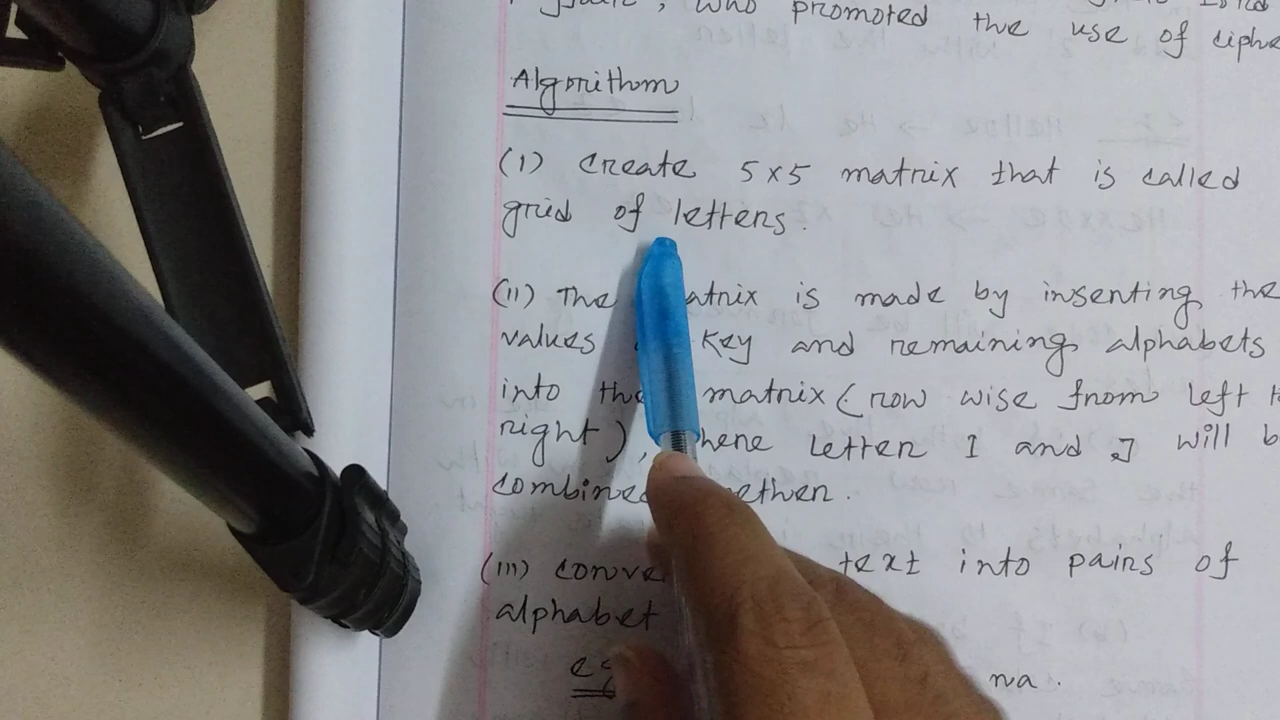 , who promoted the use of
Algorithm
(I) create 5x5 matrix that is called
grid of letters.
(II) The is made by inserting the
values key and remaining alphabets
into the matrix (row wise from left
right), Letter I and J will
(III) text into pairs of
alphabet
na.